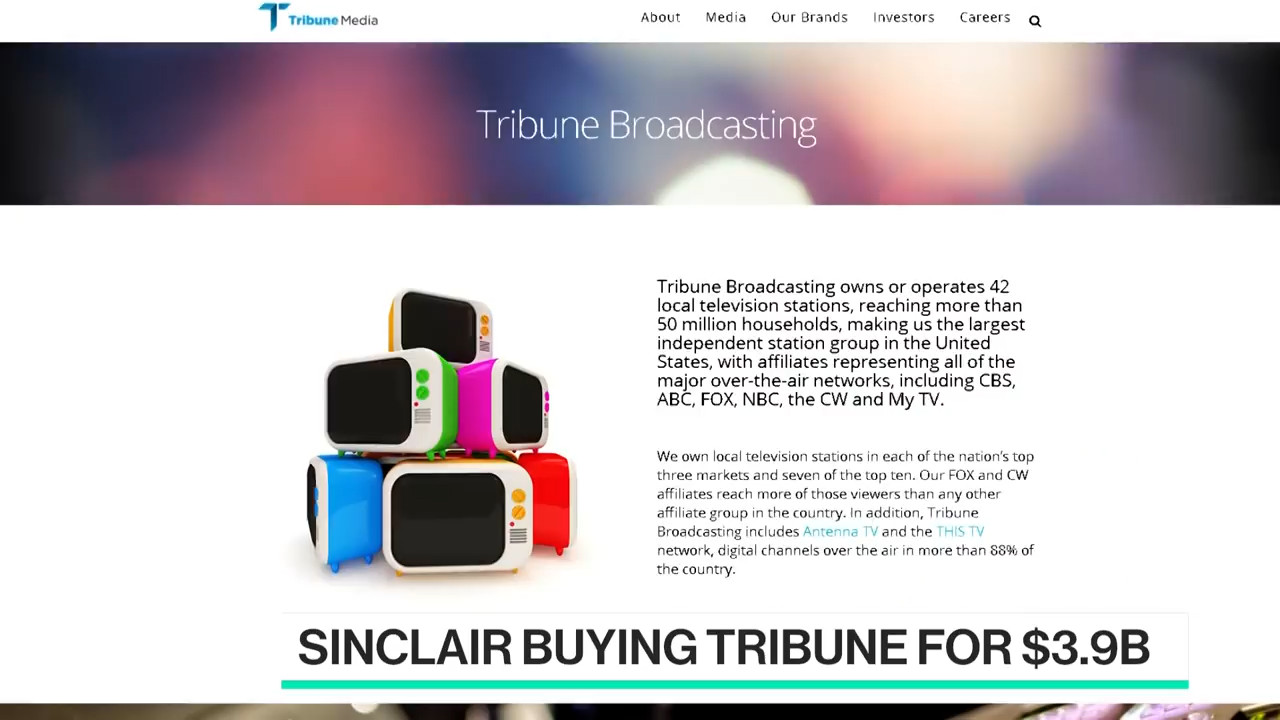 Tribune Media
About Media Our Brands Investors Careers
Tribune Broadcasting
Tribune Broadcasting owns or operates 42
local television stations, reaching more than
50 million households, making us the largest
independent station group in the United
States, with affiliates representing all of the
major over-the-air networks, including CBS,
ABC, FOX, NBC, the CW and My TV.
We own local television stations in each of the nation's top
three markets and seven of the top ten. Our FOX and CW
affiliates reach more of those viewers than any other
affiliate group in the country. In addition, Tribune
Broadcasting includes Antenna TV and the THIS TV
network, digital channels over the air in more than 88% of
the country.
SINCLAIR BUYING TRIBUNE FOR $3.9B